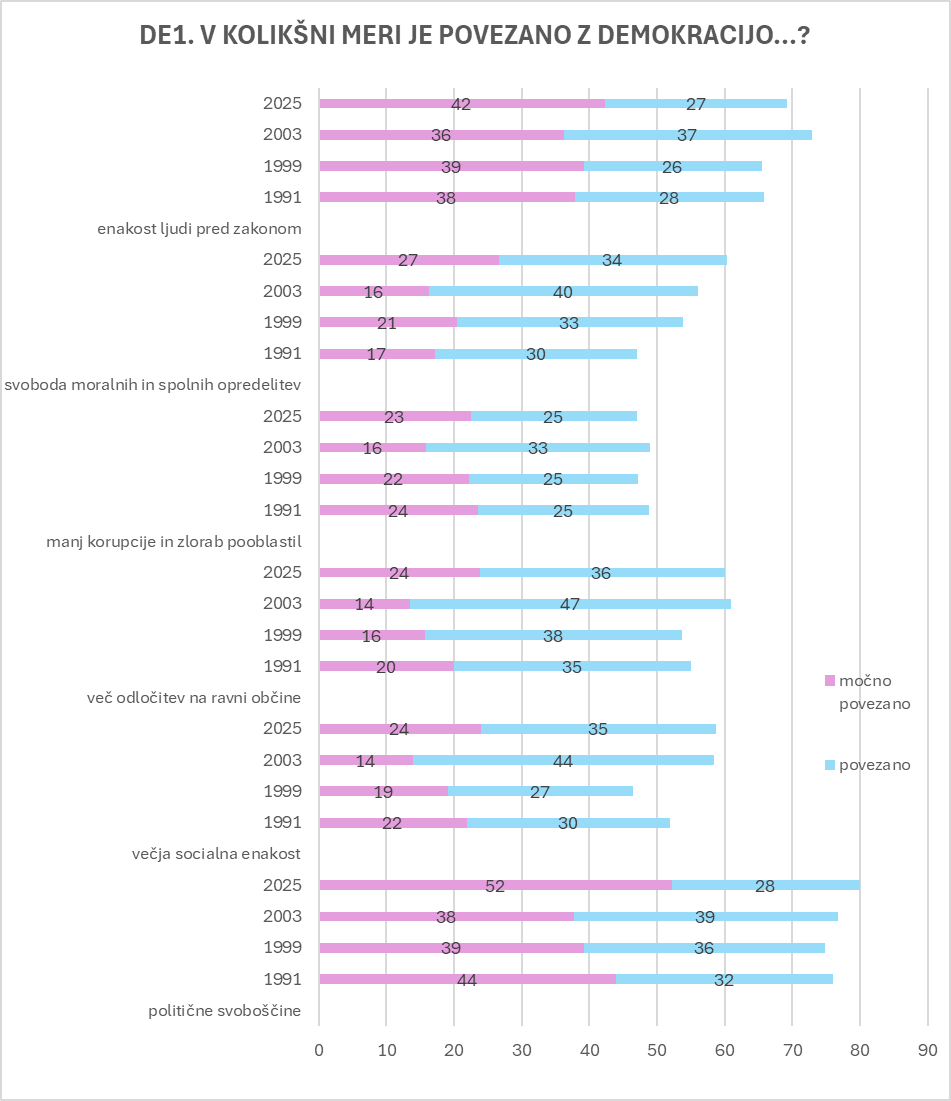 DE1. V KOLIKŠNI MERI JE POVEZANO Z DEMOKRACIJO...?
2025 42 27
2003 36 37
1999 39 26
1991 38 28
enakost ljudi pred zakonom
2025 27 34
2003 16 40
1999 21 33
1991 17 30
svoboda moralnih in spolnih opredelitev
2025 23 25
2003 16 33
1999 22 25
1991 24 25
manj korupcije in zlorab pooblastil
2025 24 36
2003 14 47
1999 16 38
1991 20 35
več odločitev na ravni občine
2025 24 35
2003 14 44
1999 19 27
1991 22 30
večja socialna enakost
2025 52 28
2003 38 39
1999 39 36
1991 44 32
politične svoboščine
0 10 20 30 40 50 60 70 80 90
močno
povezano
povezano